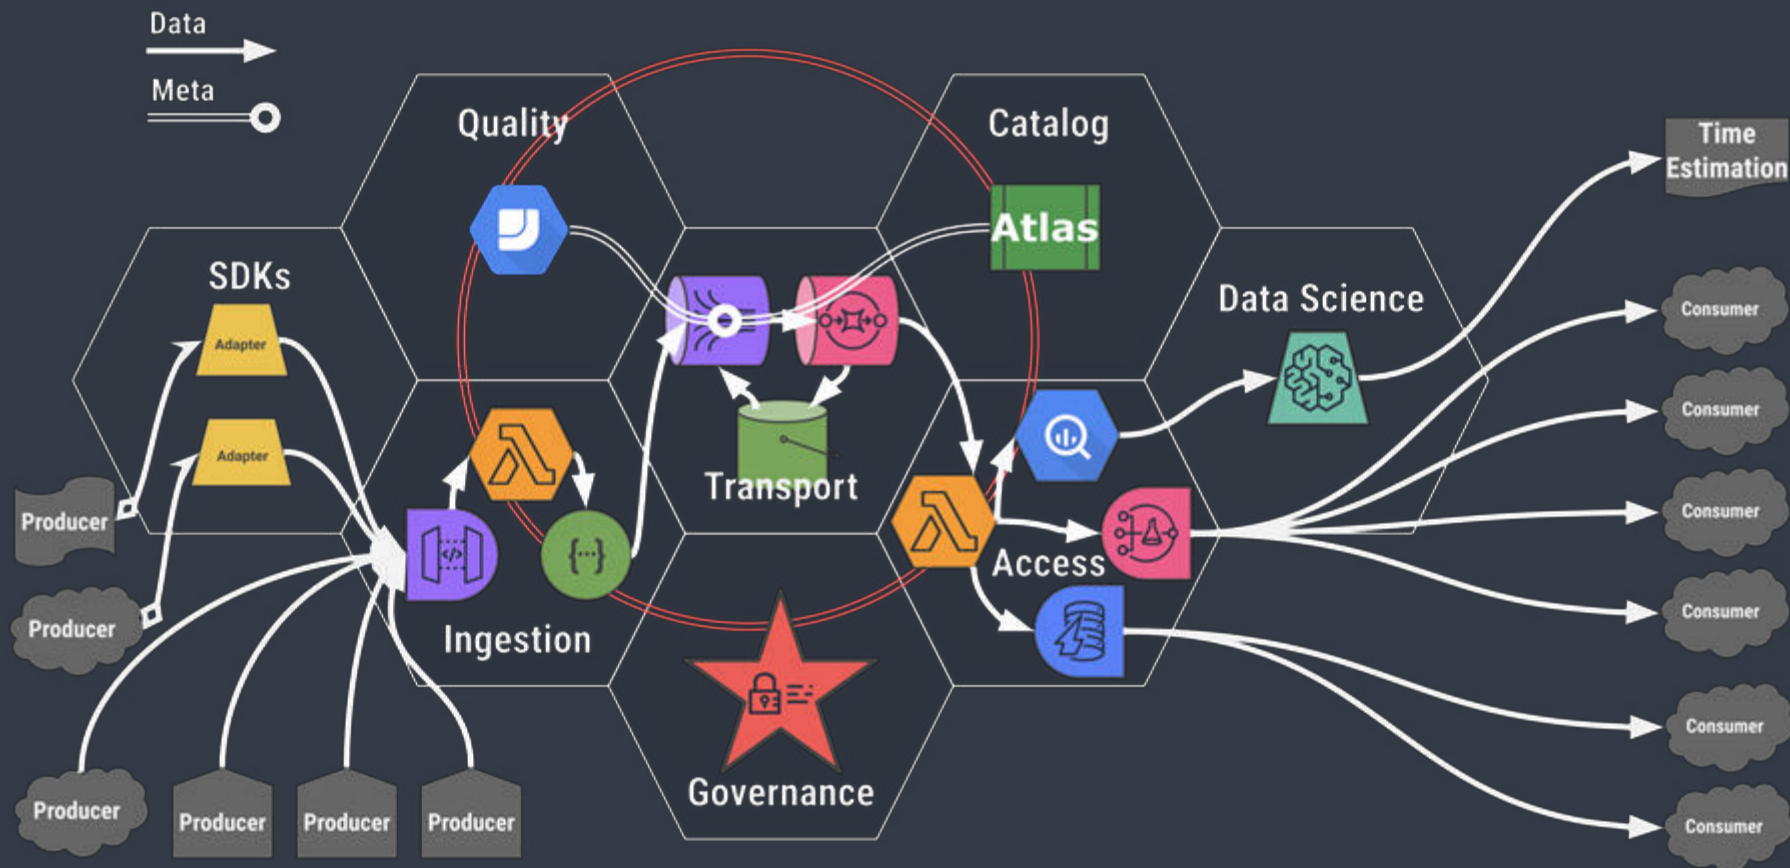 Data
Meta
Quality
Catalog
Time
Estimation
Atlas
SDKs
Data Science
Adapter
Consumer
Adapter
Consumer
Transport
Producer
Consumer
</>
{...}
Access
Producer
Ingestion
Consumer
Consumer
Governance
Producer
Producer
Producer
Producer
Consumer